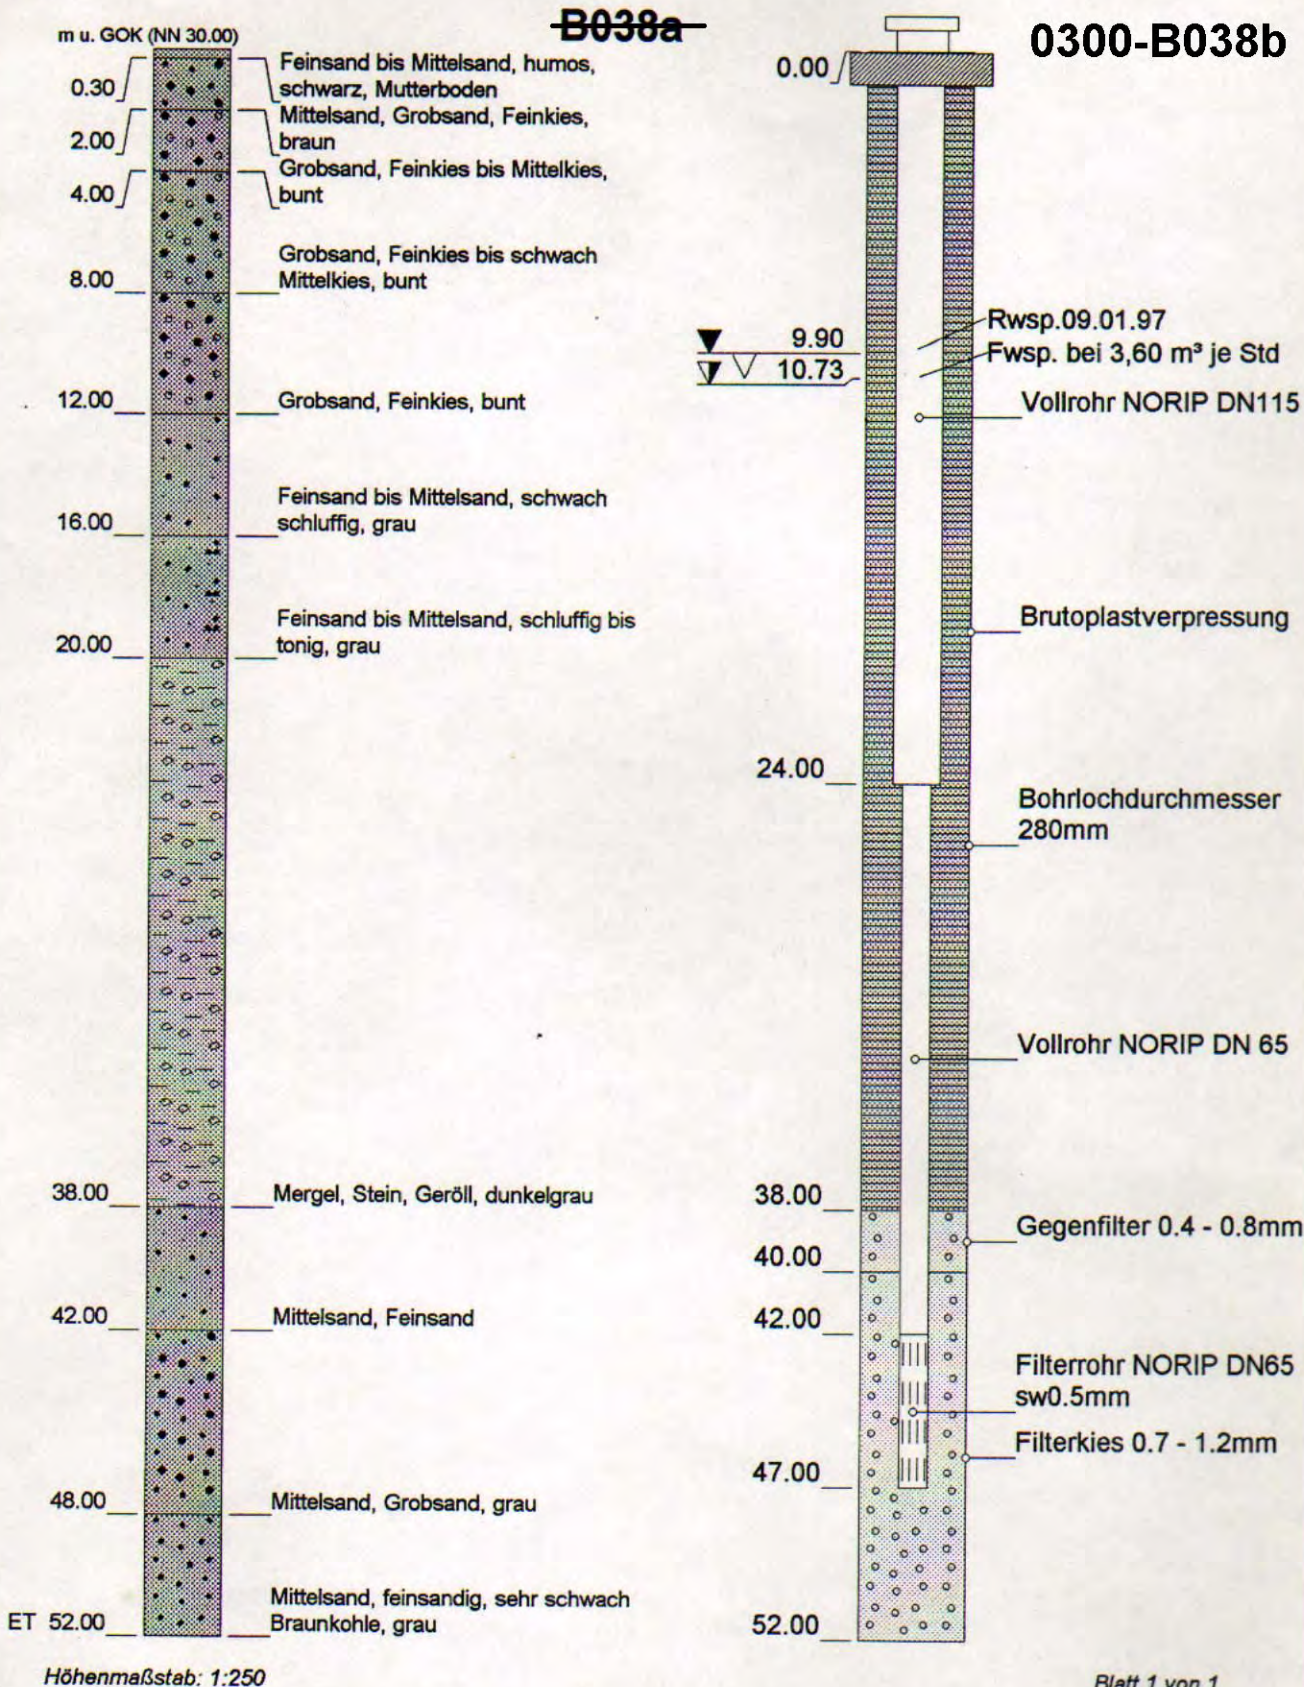 B038a
0300-B038b
m u. GOK (NN 30.00)
0.30
Feinsand bis Mittelsand, humos,
schwarz, Mutterboden
2.00
Mittelsand, Grobsand, Feinkies,
braun
4.00
Grobsand, Feinkies bis Mittelkies,
bunt
8.00
Grobsand, Feinkies bis schwach
Mittelkies, bunt
12.00
Grobsand, Feinkies, bunt
16.00
Feinsand bis Mittelsand, schwach
schluffig, grau
20.00
Feinsand bis Mittelsand, schluffig bis
tonig, grau
38.00
Mergel, Stein, Geröll, dunkelgrau
42.00
Mittelsand, Feinsand
48.00
Mittelsand, Grobsand, grau
ET 52.00
Mittelsand, feinsandig, sehr schwach
Braunkohle, grau
Höhenmaßstab: 1:250
0.00
9.90
Rwsp.09.01.97
10.73
Fwsp. bei 3,60 m³ je Std
Vollrohr NORIP DN115
Brutoplastverpressung
24.00
Bohrlochdurchmesser
280mm
Vollrohr NORIP DN 65
38.00
Gegenfilter 0.4 - 0.8mm
40.00
42.00
Filterrohr NORIP DN65
sw0.5mm
Filterkies 0.7 - 1.2mm
47.00
52.00
Blatt 1 von 1